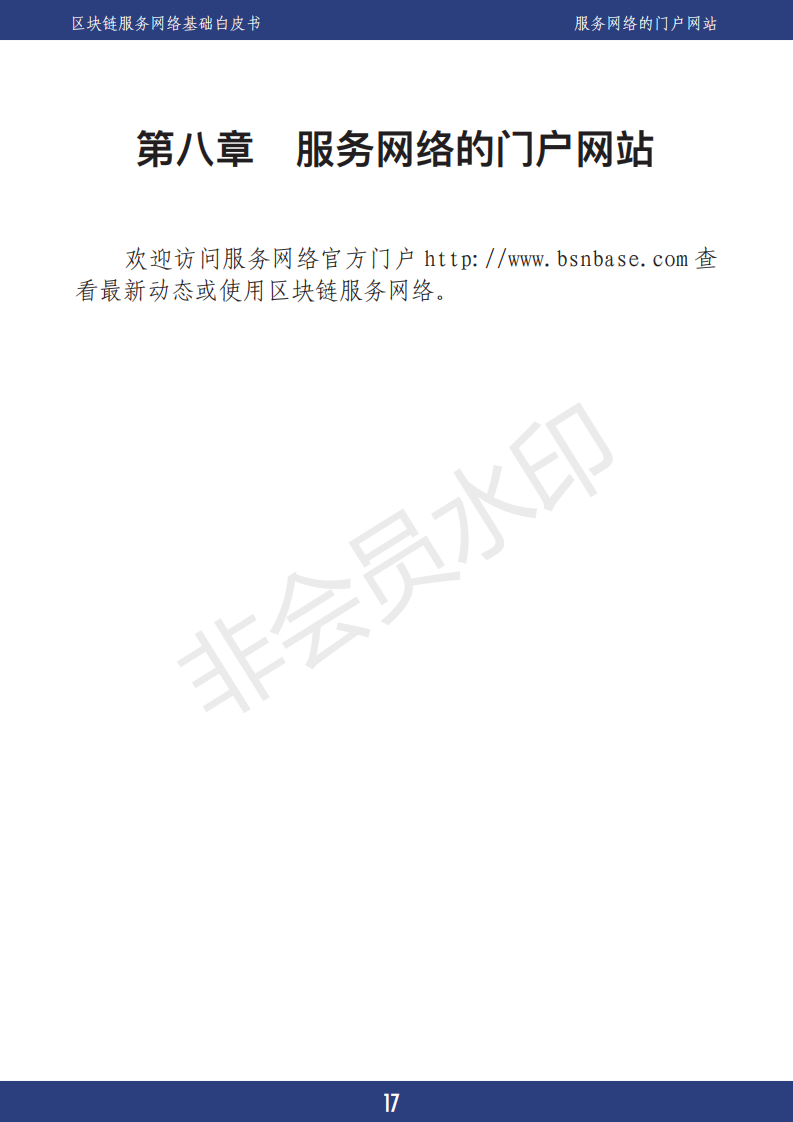 区块链服务网络基础白皮书 服务网络的门户网站
第八章 服务网络的门户网站
欢迎访问服务网络官方门户 http://www.bsnbase.com 查
看最新动态或使用区块链服务网络。
非会员水印
17